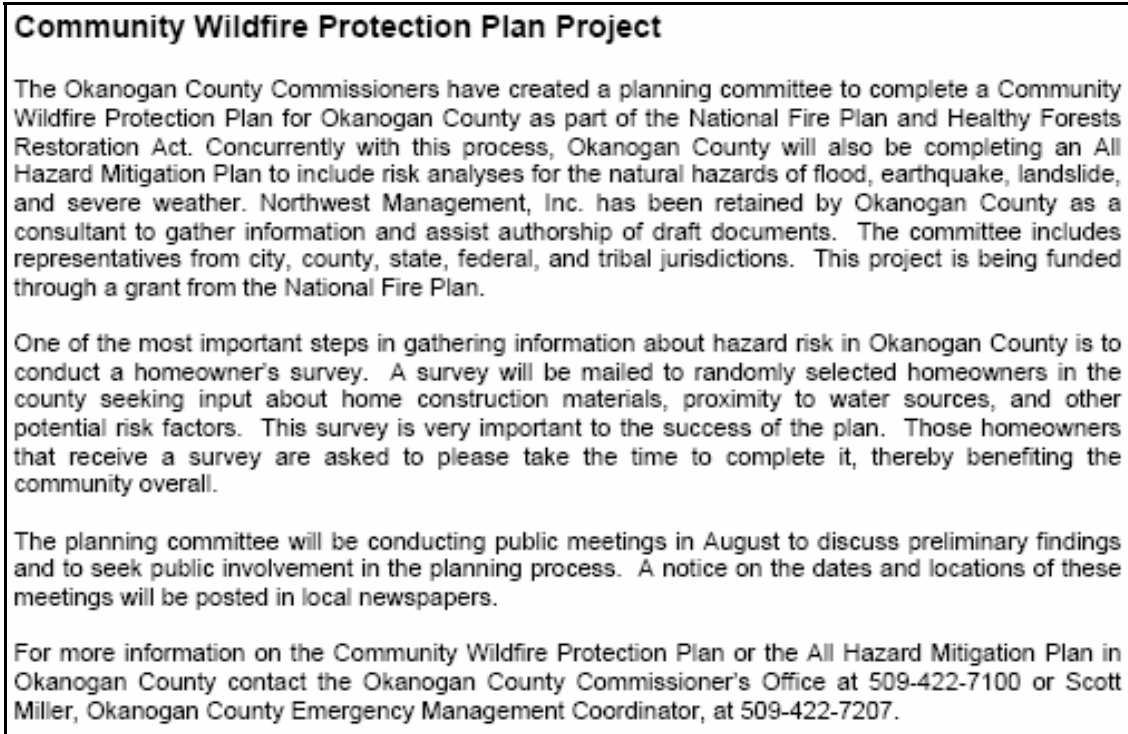 Community Wildfire Protection Plan Project
The Okanogan County Commissioners have created a planning committee to complete a Community
Wildfire Protection Plan for Okanogan County as part of the National Fire Plan and Healthy Forests
Restoration Act. Concurrently with this process, Okanogan County will also be completing an All
Hazard Mitigation Plan to include risk analyses for the natural hazards of flood, earthquake, landslide,
and severe weather. Northwest Management, Inc. has been retained by Okanogan County as a
consultant to gather information and assist authorship of draft documents. The committee includes
representatives from city, county, state, federal, and tribal jurisdictions. This project is being funded
through a grant from the National Fire Plan.
One of the most important steps in gathering information about hazard risk in Okanogan County is to
conduct a homeowner's survey. A survey will be mailed to randomly selected homeowners in the
county seeking input about home construction materials, proximity to water sources, and other
potential risk factors. This survey is very important to the success of the plan. Those homeowners
that receive a survey are asked to please take the time to complete it, thereby benefiting the
community overall.
The planning committee will be conducting public meetings in August to discuss preliminary findings
and to seek public involvement in the planning process. A notice on the dates and locations of these
meetings will be posted in local newspapers.
For more information on the Community Wildfire Protection Plan or the All Hazard Mitigation Plan in
Okanogan County contact the Okanogan County Commissioner's Office at 509-422-7100 or Scott
Miller, Okanogan County Emergency Management Coordinator, at 509-422-7207.